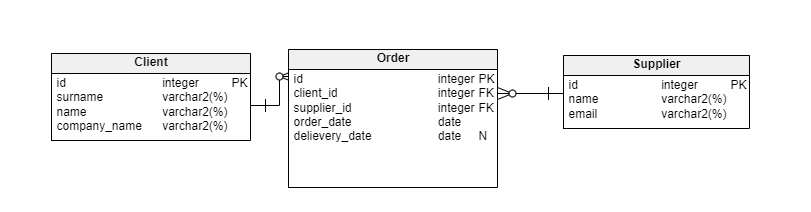 Client
id integer PK
surname varchar2(%)
name varchar2(%)
company_name varchar2(%)
Order
id integer PK
client_id integer FK
supplier_id integer FK
order_date date
delievery_date date N
Supplier
id integer PK
name varchar2(%)
email varchar2(%)